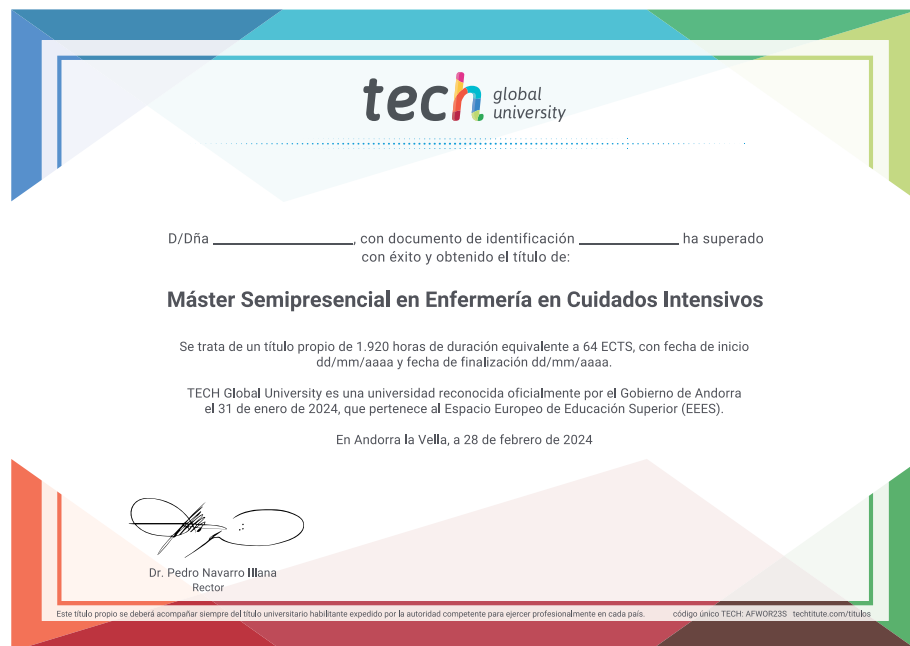 tech global
university
D/Dña ____________, con documento de identificación ____________ ha superado
con éxito y obtenido el título de:
Máster Semipresencial en Enfermería en Cuidados Intensivos
Se trata de un título propio de 1.920 horas de duración equivalente a 64 ECTS, con fecha de inicio
dd/mm/aaaa y fecha de finalización dd/mm/aaaa.
TECH Global University es una universidad reconocida oficialmente por el Gobierno de Andorra
el 31 de enero de 2024, que pertenece al Espacio Europeo de Educación Superior (EEES).
En Andorra la Vella, a 28 de febrero de 2024
Dr. Pedro Navarro Illana
Rector
Este título propio se deberá acompañar siempre del título universitario habilitante expedido por la autoridad competente para ejercer profesionalmente en cada país. código único TECH: AFWOR23S techtitute.com/titulos